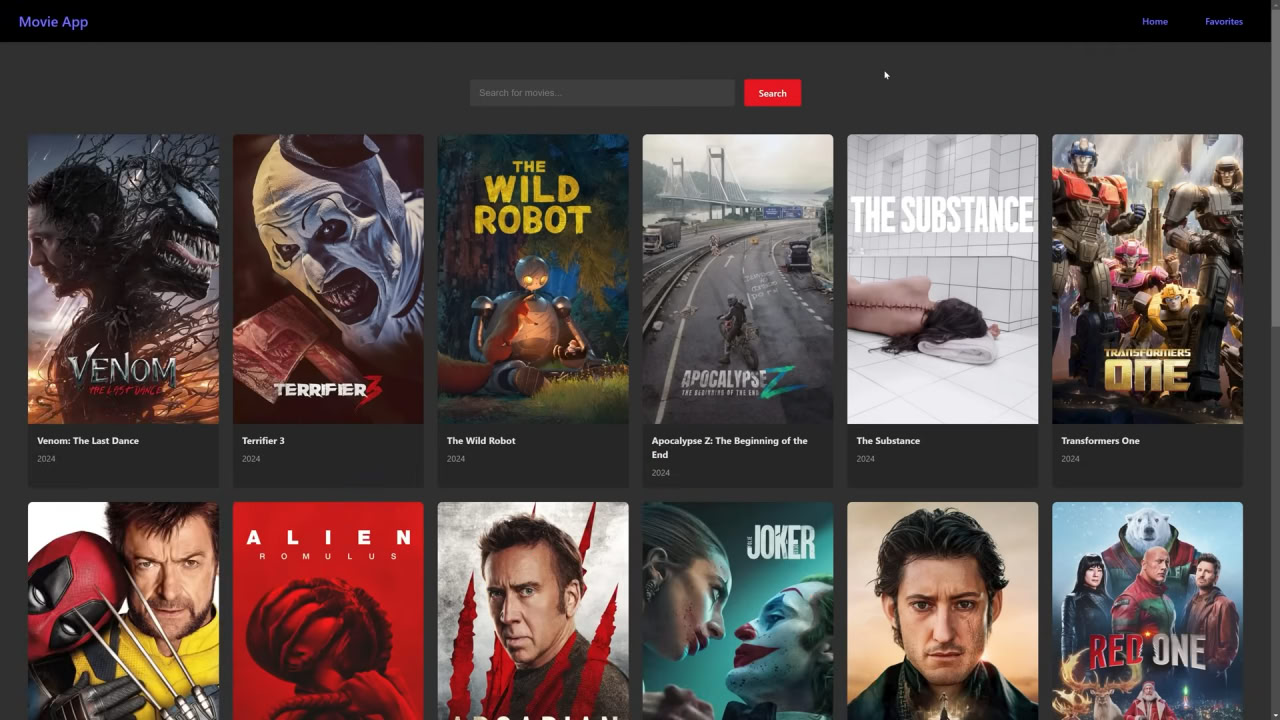 Movie App
Home
Favorites
Search for movies...
Search
VENOM
THE LAST DANCE
TERRIFIER 3
THE
WILD
ROBOT
APOCALYPSE Z
THE BEGINNING OF THE END
THE SUBSTANCE
TRANSFORMERS
ONE
Venom: The Last Dance
2024
Terrifier 3
2024
The Wild Robot
2024
Apocalypse Z: The Beginning of the
End
2024
The Substance
2024
Transformers One
2024
ALIEN
ROMULUS
ARCADIAN
JOKER
RED ONE